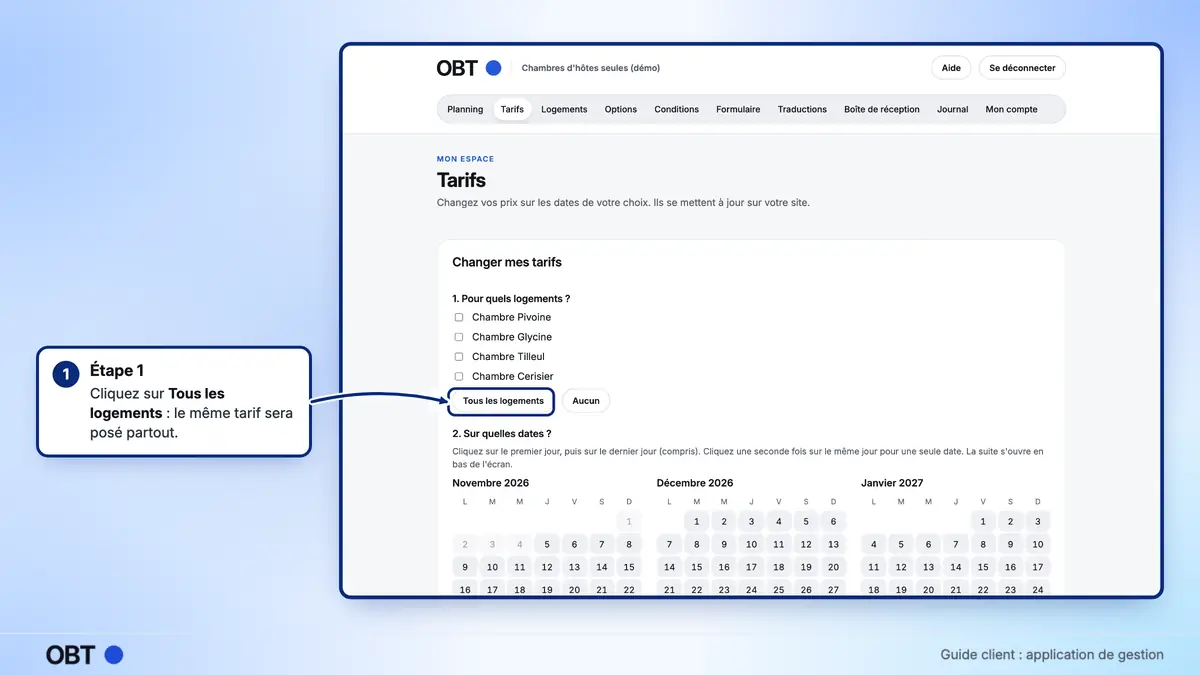 OBT
Chambres d'hôtes seules (démo)
Aide
Se déconnecter
Planning Tarifs Logements Options Conditions Formulaire Traductions Boîte de réception Journal Mon compte
MON ESPACE
Tarifs
Changez vos prix sur les dates de votre choix. Ils se mettent à jour sur votre site.
Changer mes tarifs
1. Pour quels logements ?
Chambre Pivoine
Chambre Glycine
Chambre Tilleul
Chambre Cerisier
Tous les logements
Aucun
1
Étape 1
Cliquez sur Tous les
logements : le même tarif sera
posé partout.
2. Sur quelles dates ?
Cliquez sur le premier jour, puis sur le dernier jour (compris). Cliquez une seconde fois sur le même jour pour une seule date. La suite s'ouvre en
bas de l'écran.
Novembre 2026
L M M J V S D
1
2 3 4 5 6 7 8
9 10 11 12 13 14 15
16 17 18 19 20 21 22
Décembre 2026
L M M J V S D
1 2 3 4 5 6
7 8 9 10 11 12 13
14 15 16 17 18 19 20
21 22 23 24 25 26 27
Janvier 2027
L M M J V S D
1 2 3
4 5 6 7 8 9 10
11 12 13 14 15 16 17
18 19 20 21 22 23 24
OBT
Guide client : application de gestion